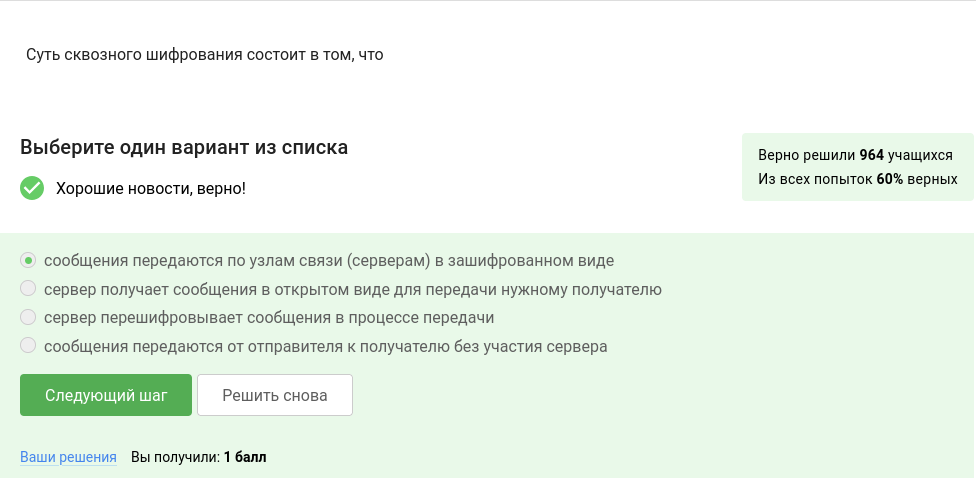 Суть сквозного шифрования состоит в том, что
Выберите один вариант из списка
Хорошие новости, верно!
Верно решили 964 учащихся
Из всех попыток 60% верных
сообщения передаются по узлам связи (серверам) в зашифрованном виде
сервер получает сообщения в открытом виде для передачи нужному получателю
сервер перешифровывает сообщения в процессе передачи
сообщения передаются от отправителя к получателю без участия сервера
Следующий шаг
Решить снова
Ваши решения Вы получили: 1 балл